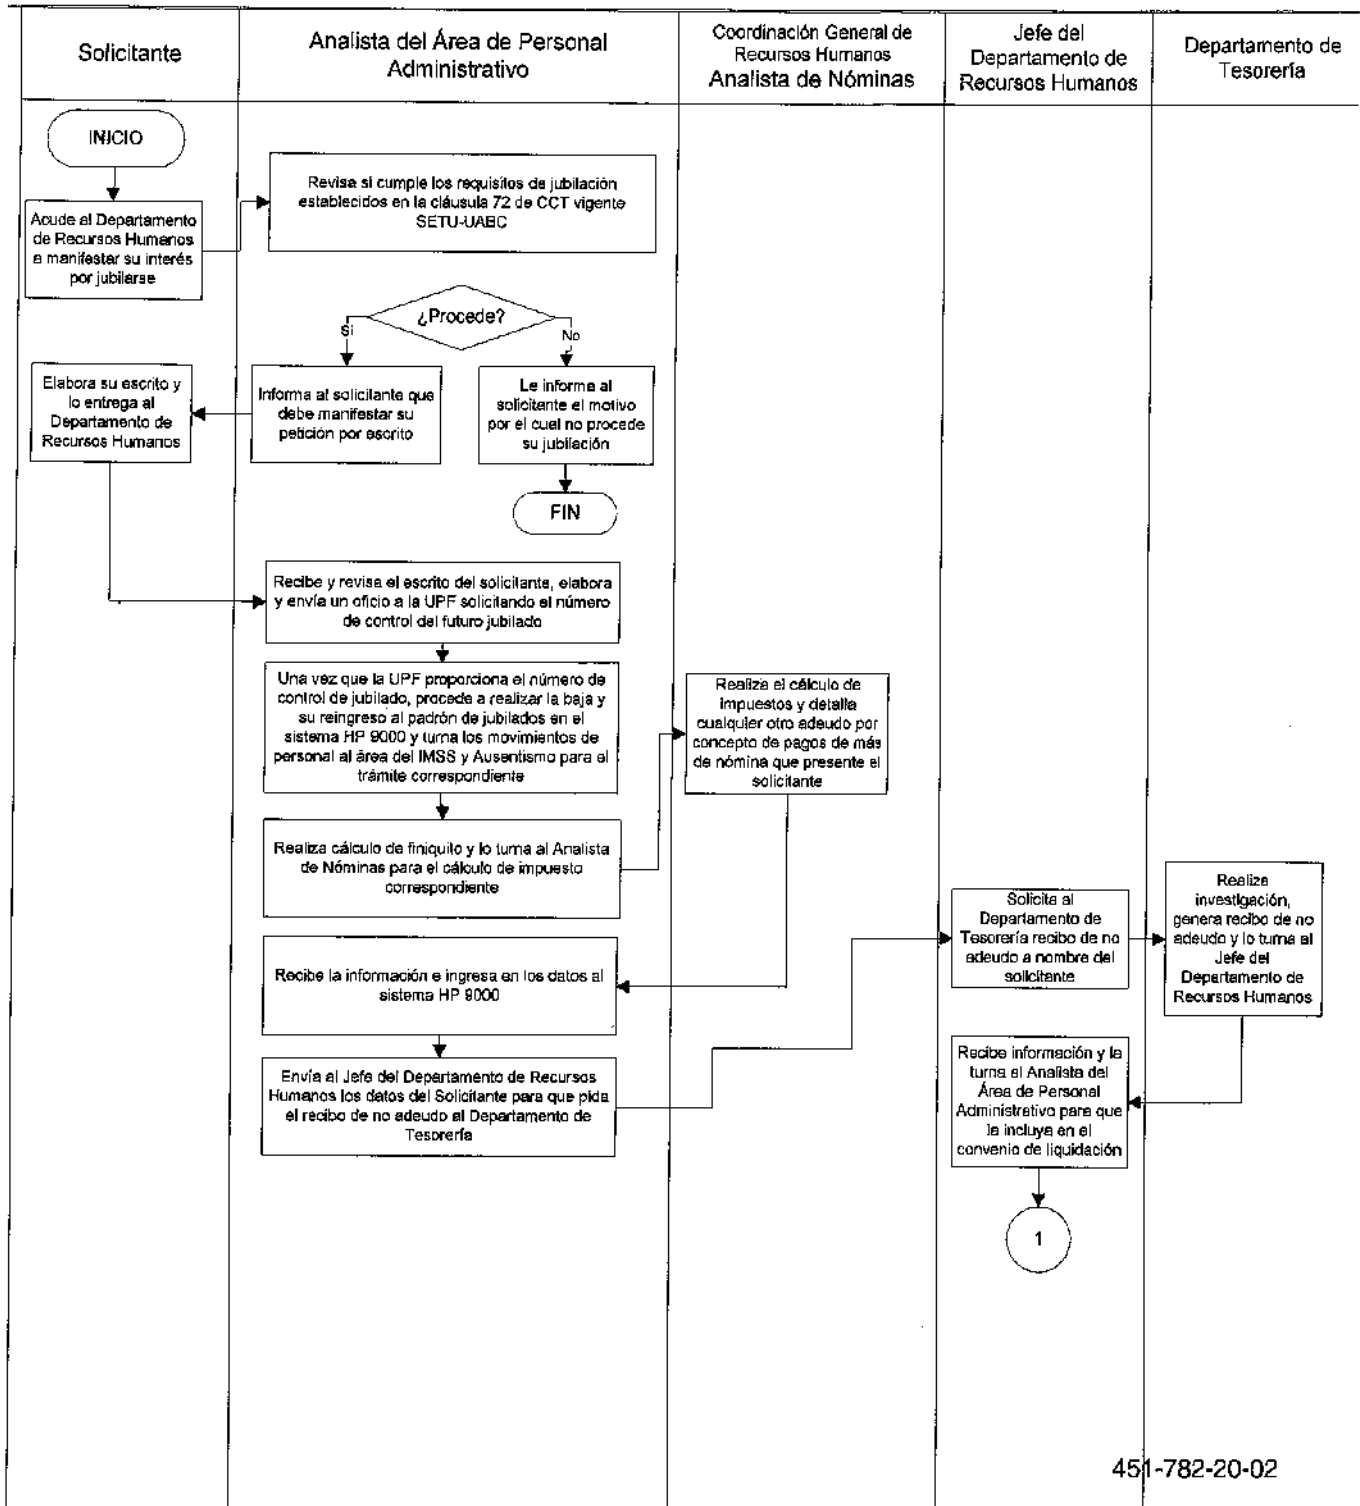 Solicitante
Analista del Área de Personal
Administrativo
Coordinación General de
Recursos Humanos
Analista de Nóminas
Jefe del
Departamento de
Recursos Humanos
Departamento de
Tesorería
INICIO
Acude al Departamento
de Recursos Humanos
a manifestar su interés
por jubilarse
Revisa si cumple los requisitos de jubilación
establecidos en la cláusula 72 de CCT vigente
SETU-UABC
¿Procede?
Si
No
Elabora su escrito y
lo entrega al
Departamento de
Recursos Humanos
Informa al solicitante que
debe manifestar su
petición por escrito
Le informa al
solicitante el motivo
por el cual no procede
su jubilación
FIN
Recibe y revisa el escrito del solicitante, elabora
y envía un oficio a la UPF solicitando el número
de control del futuro jubilado
Una vez que la UPF proporciona el número de
control de jubilado, procede a realizar la baja y
su reingreso al padrón de jubilados en el
sistema HP 9000 y turna los movimientos de
personal al área del IMSS y Ausentismo para el
trámite correspondiente
Realiza el cálculo de
impuestos y detalla
cualquier otro adeudo por
concepto de pagos de más
de nómina que presente el
solicitante
Realiza cálculo de finiquito y lo turna al Analista
de Nóminas para el cálculo de impuesto
correspondiente
Solicita al
Departamento de
Tesorería recibo de no
adeudo a nombre del
solicitante
Realiza
investigación,
genera recibo de no
adeudo y lo turna al
Jefe del
Departamento de
Recursos Humanos
Recibe la información e ingresa en los datos al
sistema HP 9000
Envía al Jefe del Departamento de Recursos
Humanos los datos del Solicitante para que pida
el recibo de no adeudo al Departamento de
Tesorería
Recibe información y la
turna al Analista del
Área de Personal
Administrativo para que
la incluya en el
convenio de liquidación
1
451-782-20-02